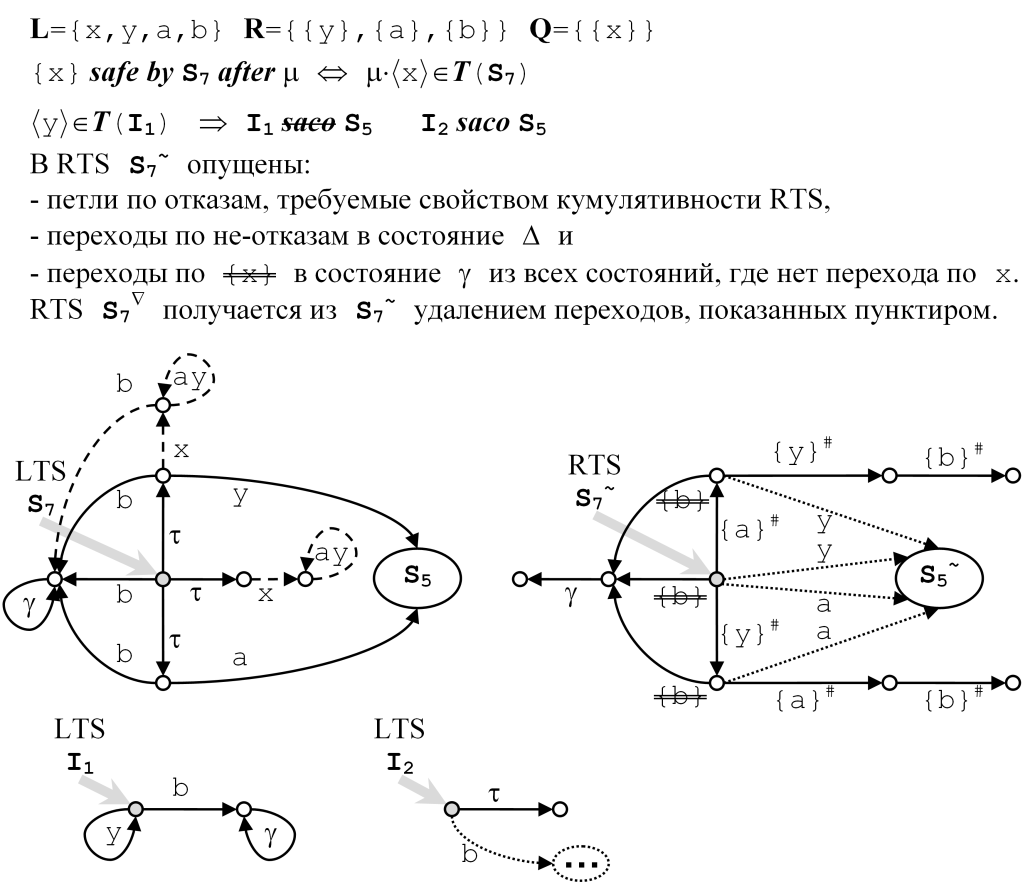 L={x,y,a,b} R={{y},{a},{b}} Q={{x}}
{x} safe by S₇ after μ ⇔ μ·⟨x⟩∈T(S₇)
⟨y⟩∈T(I₁) ⇒ I₁ s̶a̶c̶o̶ S₅ I₂ saco S₅
В RTS S₇˜ опущены:
- петли по отказам, требуемые свойством кумулятивности RTS,
- переходы по не-отказам в состояние Δ и
- переходы по {̶x̶}̶ в состояние γ из всех состояний, где нет перехода по x.
RTS S₇^∇ получается из S₇˜ удалением переходов, показанных пунктиром.
b
ay
x
LTS
S₇
b
y
τ
ay
S₅
γ
b
τ
x
τ
b
a
RTS
S₇˜
{y}#
{b}#
{̶b̶}̶
{a}#
y
y
S₅˜
γ
{̶b̶}̶
a
{y}#
a
{̶b̶}̶
{a}#
{b}#
LTS
I₁
b
y
γ
LTS
I₂
τ
b
...